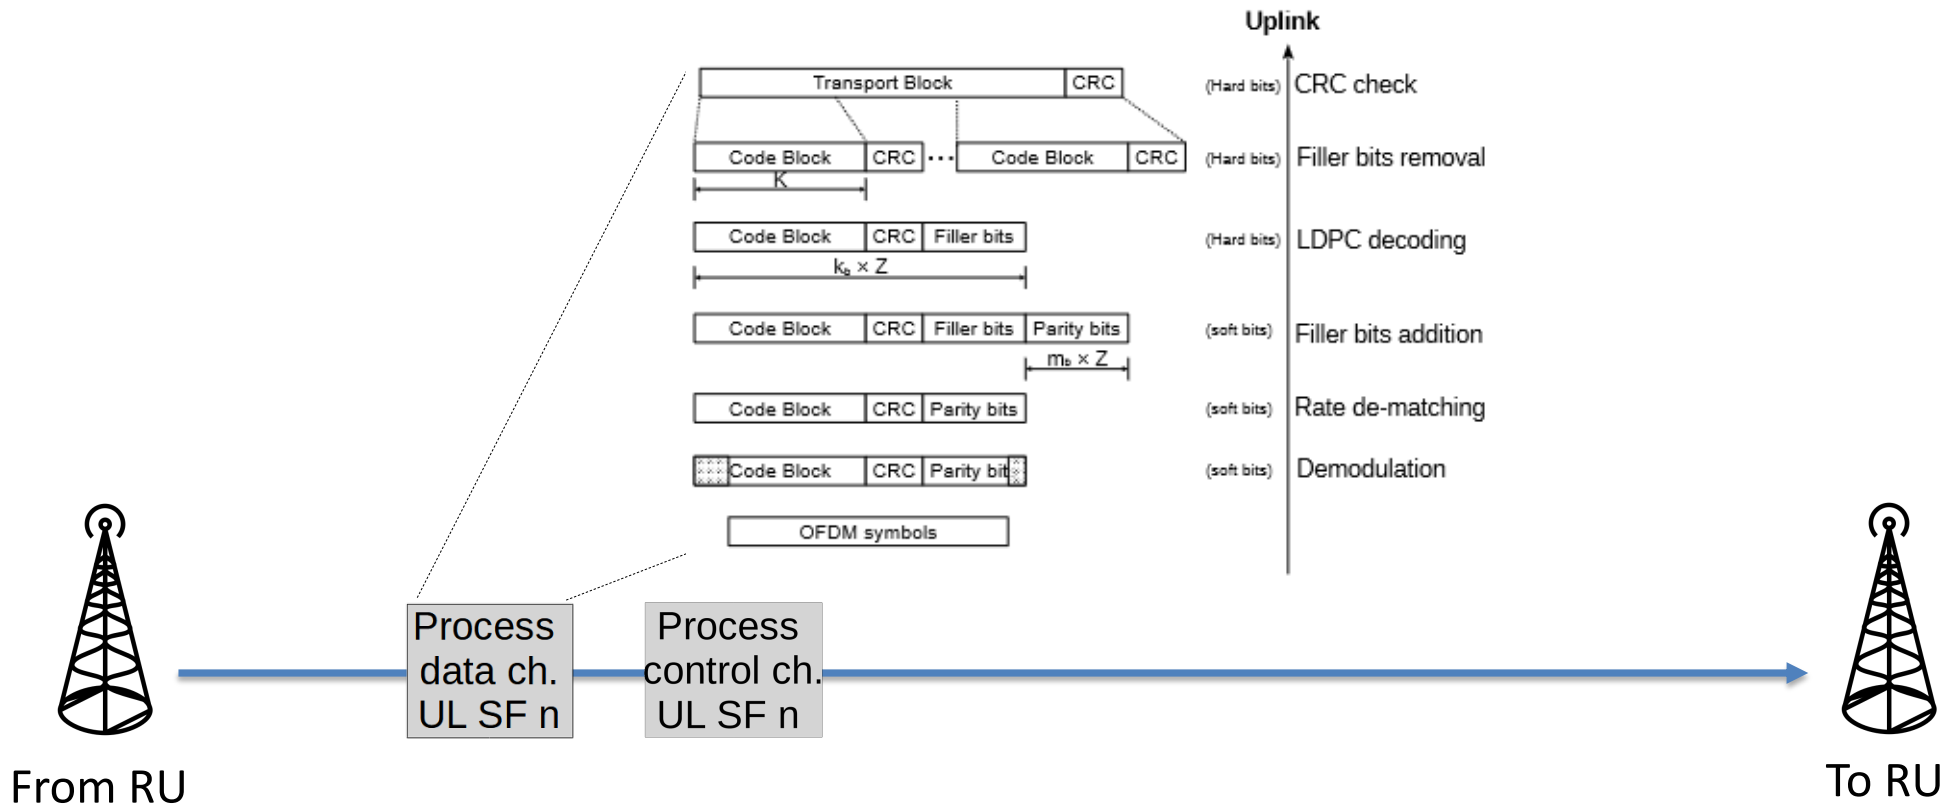 Uplink
Transport Block CRC (Hard bits) CRC check
Code Block CRC ... Code Block CRC (Hard bits) Filler bits removal
K
Code Block CRC Filler bits (Hard bits) LDPC decoding
k_b × Z
Code Block CRC Filler bits Parity bits (soft bits) Filler bits addition
m_b × Z
Code Block CRC Parity bits (soft bits) Rate de-matching
Code Block CRC Parity bit (soft bits) Demodulation
OFDM symbols
Process
data ch.
UL SF n
Process
control ch.
UL SF n
From RU
To RU